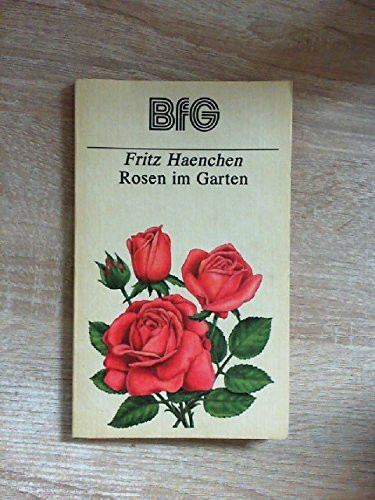 BfG
Fritz Haenchen
Rosen im Garten